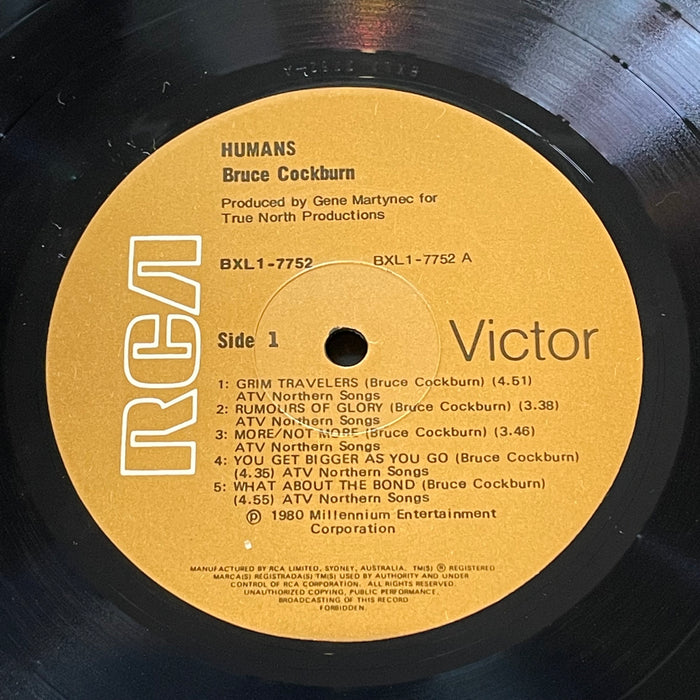 HUMANS
Bruce Cockburn
Produced by Gene Martynec for
True North Productions
BXL1-7752 BXL1-7752 A
RCA
Side 1
Victor
1: GRIM TRAVELERS (Bruce Cockburn) (4.51)
ATV Northern Songs
2: RUMOURS OF GLORY (Bruce Cockburn) (3.38)
ATV Northern Songs
3: MORE/NOT MORE (Bruce Cockburn) (3.46)
ATV Northern Songs
4: YOU GET BIGGER AS YOU GO (Bruce Cockburn)
(4.35) ATV Northern Songs
5: WHAT ABOUT THE BOND (Bruce Cockburn)
(4.55) ATV Northern Songs
℗ 1980 Millennium Entertainment
Corporation
MANUFACTURED BY RCA LIMITED, SYDNEY, AUSTRALIA. TM(S) ® REGISTERED
MARCA(S) REGISTRADA(S) TM(S) USED BY AUTHORITY AND UNDER
CONTROL OF RCA CORPORATION. ALL RIGHTS RESERVED.
UNAUTHORIZED COPYING, PUBLIC PERFORMANCE,
BROADCASTING OF THIS RECORD
FORBIDDEN.